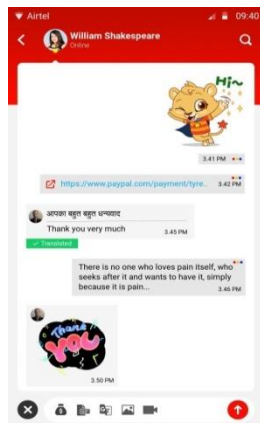 Airtel
09:40
William Shakespeare
Online
Hi~
3.41 PM
https://www.paypal.com/payment/tyre..
3.42 PM
आपका बहुत बहुत धन्यवाद
Thank you very much
3.45 PM
Translated
There is no one who loves pain itself, who
seeks after it and wants to have it, simply
because it is pain...
3.46 PM
Thank
you
3.50 PM